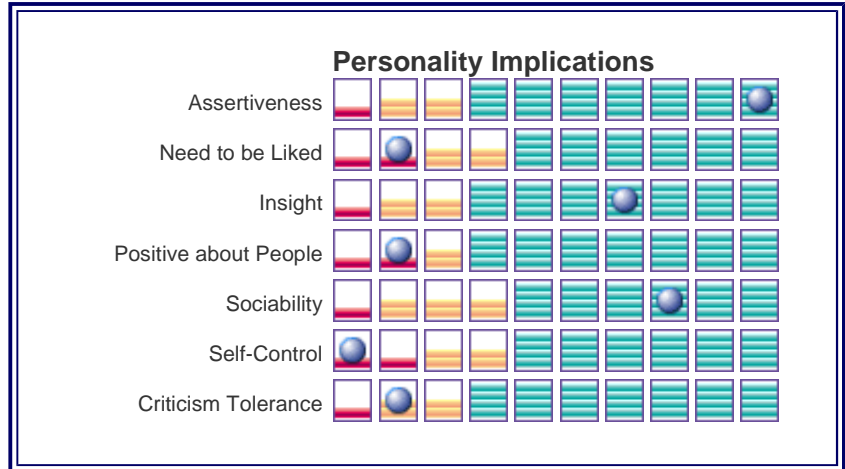 Personality Implications
Assertiveness
Need to be Liked
Insight
Positive about People
Sociability
Self-Control
Criticism Tolerance